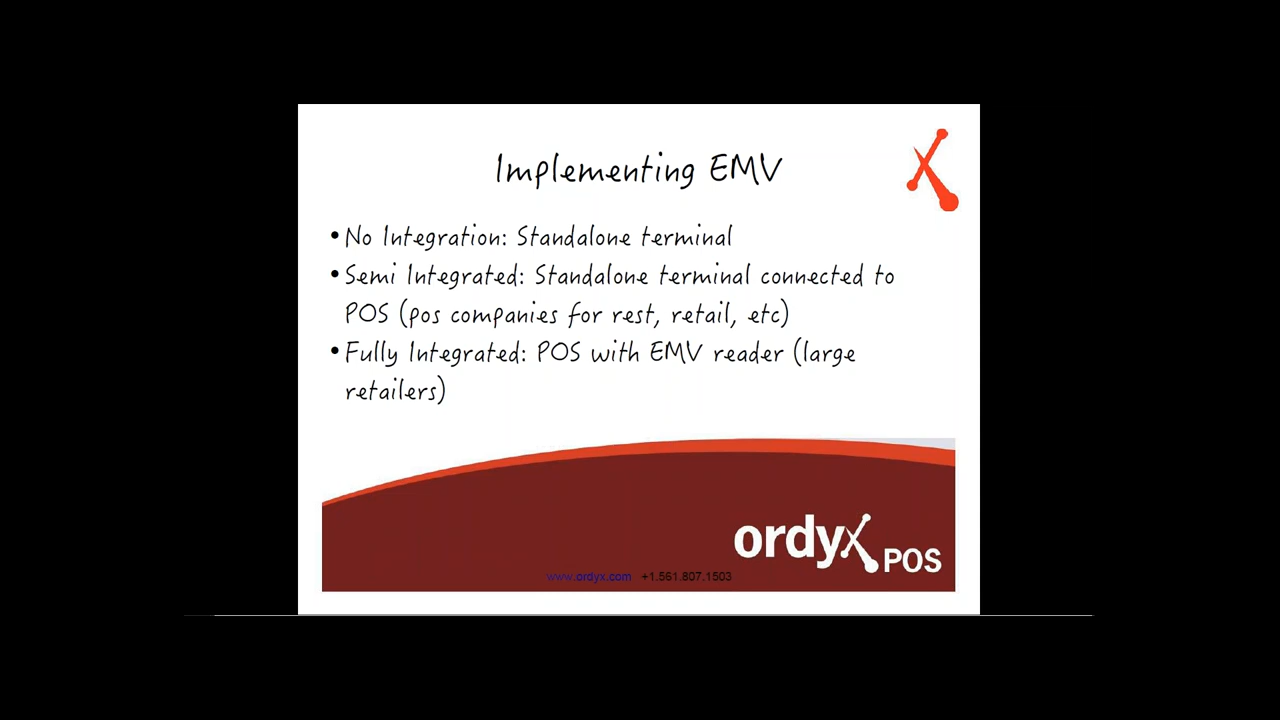 Implementing EMV
•No Integration: Standalone terminal
•Semi Integrated: Standalone terminal connected to
POS (pos companies for rest, retail, etc)
•Fully Integrated: POS with EMV reader (large
retailers)
ordyx POS
www.ordyx.com +1.561.807.1503